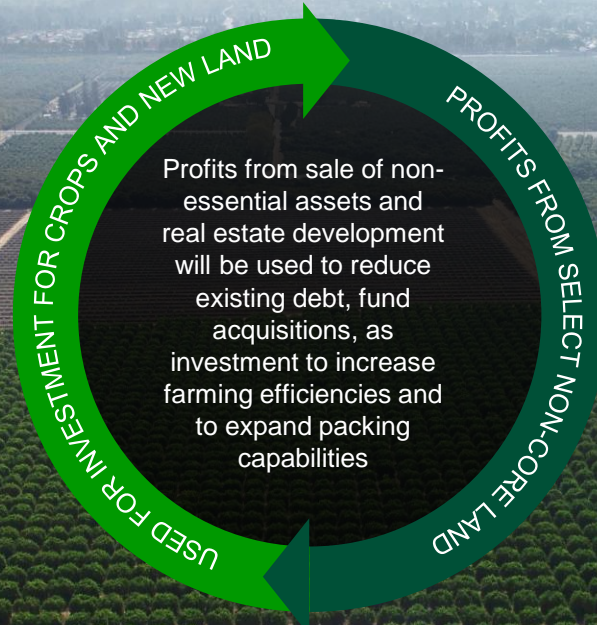 USED FOR INVESTMENT FOR CROPS AND NEW LAND
PROFITS FROM SELECT NON-CORE LAND
Profits from sale of non-
essential assets and
real estate development
will be used to reduce
existing debt, fund
acquisitions, as
investment to increase
farming efficiencies and
to expand packing
capabilities